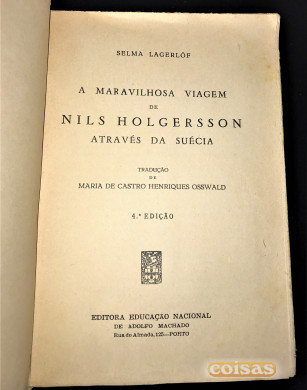 SELMA LAGERLÖF
A MARAVILHOSA VIAGEM
DE
NILS HOLGERSSON
ATRAVÉS DA SUÉCIA
TRADUÇÃO
DE
MARIA DE CASTRO HENRIQUES OSSWALD
4.ª EDIÇÃO
EDITORA EDUCAÇÃO NACIONAL
DE ADOLFO MACHADO
Rua do Almada, 125—PORTO
coisas